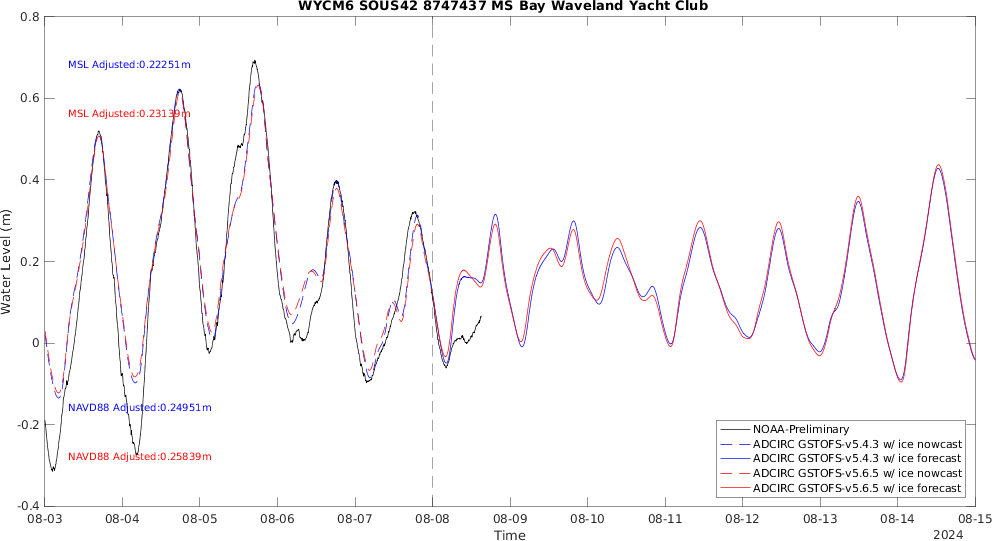 WYCM6 SOUS42 8747437 MS Bay Waveland Yacht Club
0.8
0.6
0.4
0.2
0
-0.2
-0.4
Water Level (m)
MSL Adjusted:0.22251m
MSL Adjusted:0.23139m
NAVD88 Adjusted:0.24951m
NAVD88 Adjusted:0.25839m
NOAA-Preliminary
ADCIRC GSTOFS-v5.4.3 w/ ice nowcast
ADCIRC GSTOFS-v5.4.3 w/ ice forecast
ADCIRC GSTOFS-v5.6.5 w/ ice nowcast
ADCIRC GSTOFS-v5.6.5 w/ ice forecast
08-03 08-04 08-05 08-06 08-07 08-08 08-09 08-10 08-11 08-12 08-13 08-14 08-15
Time
2024